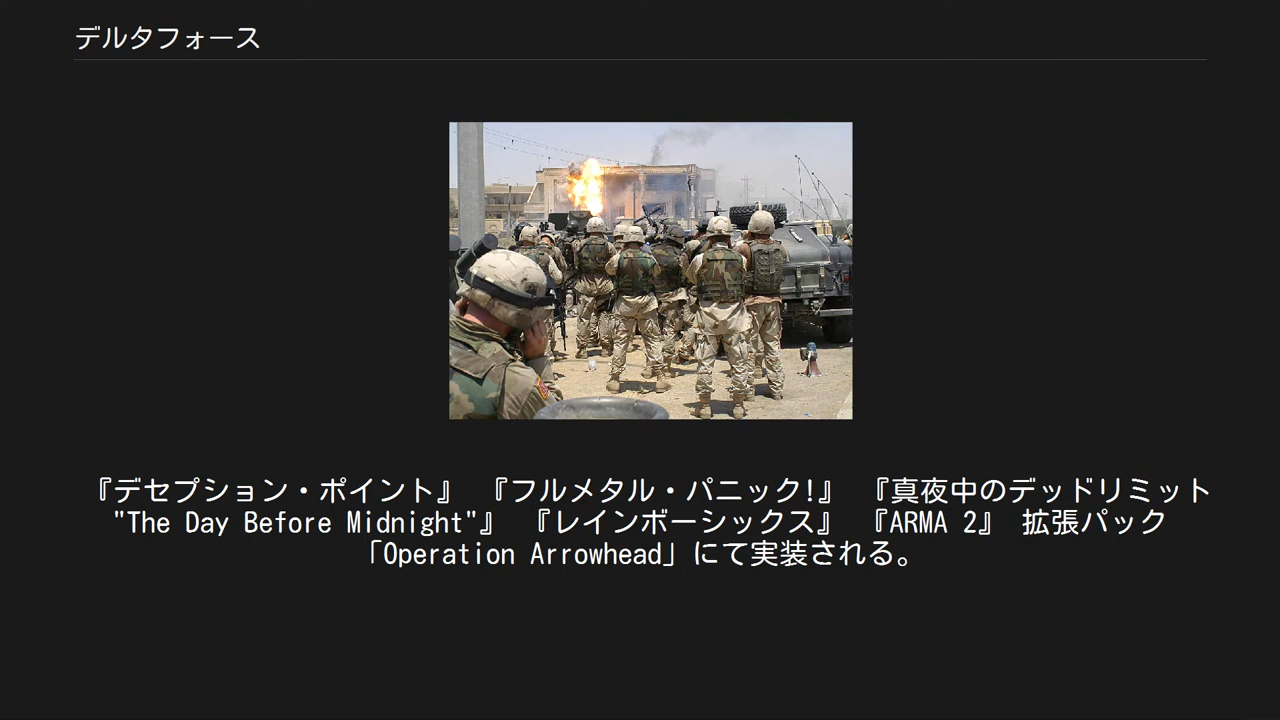 デルタフォース
『デセプション・ポイント』 『フルメタル・パニック!』 『真夜中のデッドリミット
"The Day Before Midnight"』 『レインボーシックス』 『ARMA 2』 拡張パック
「Operation Arrowhead」にて実装される。